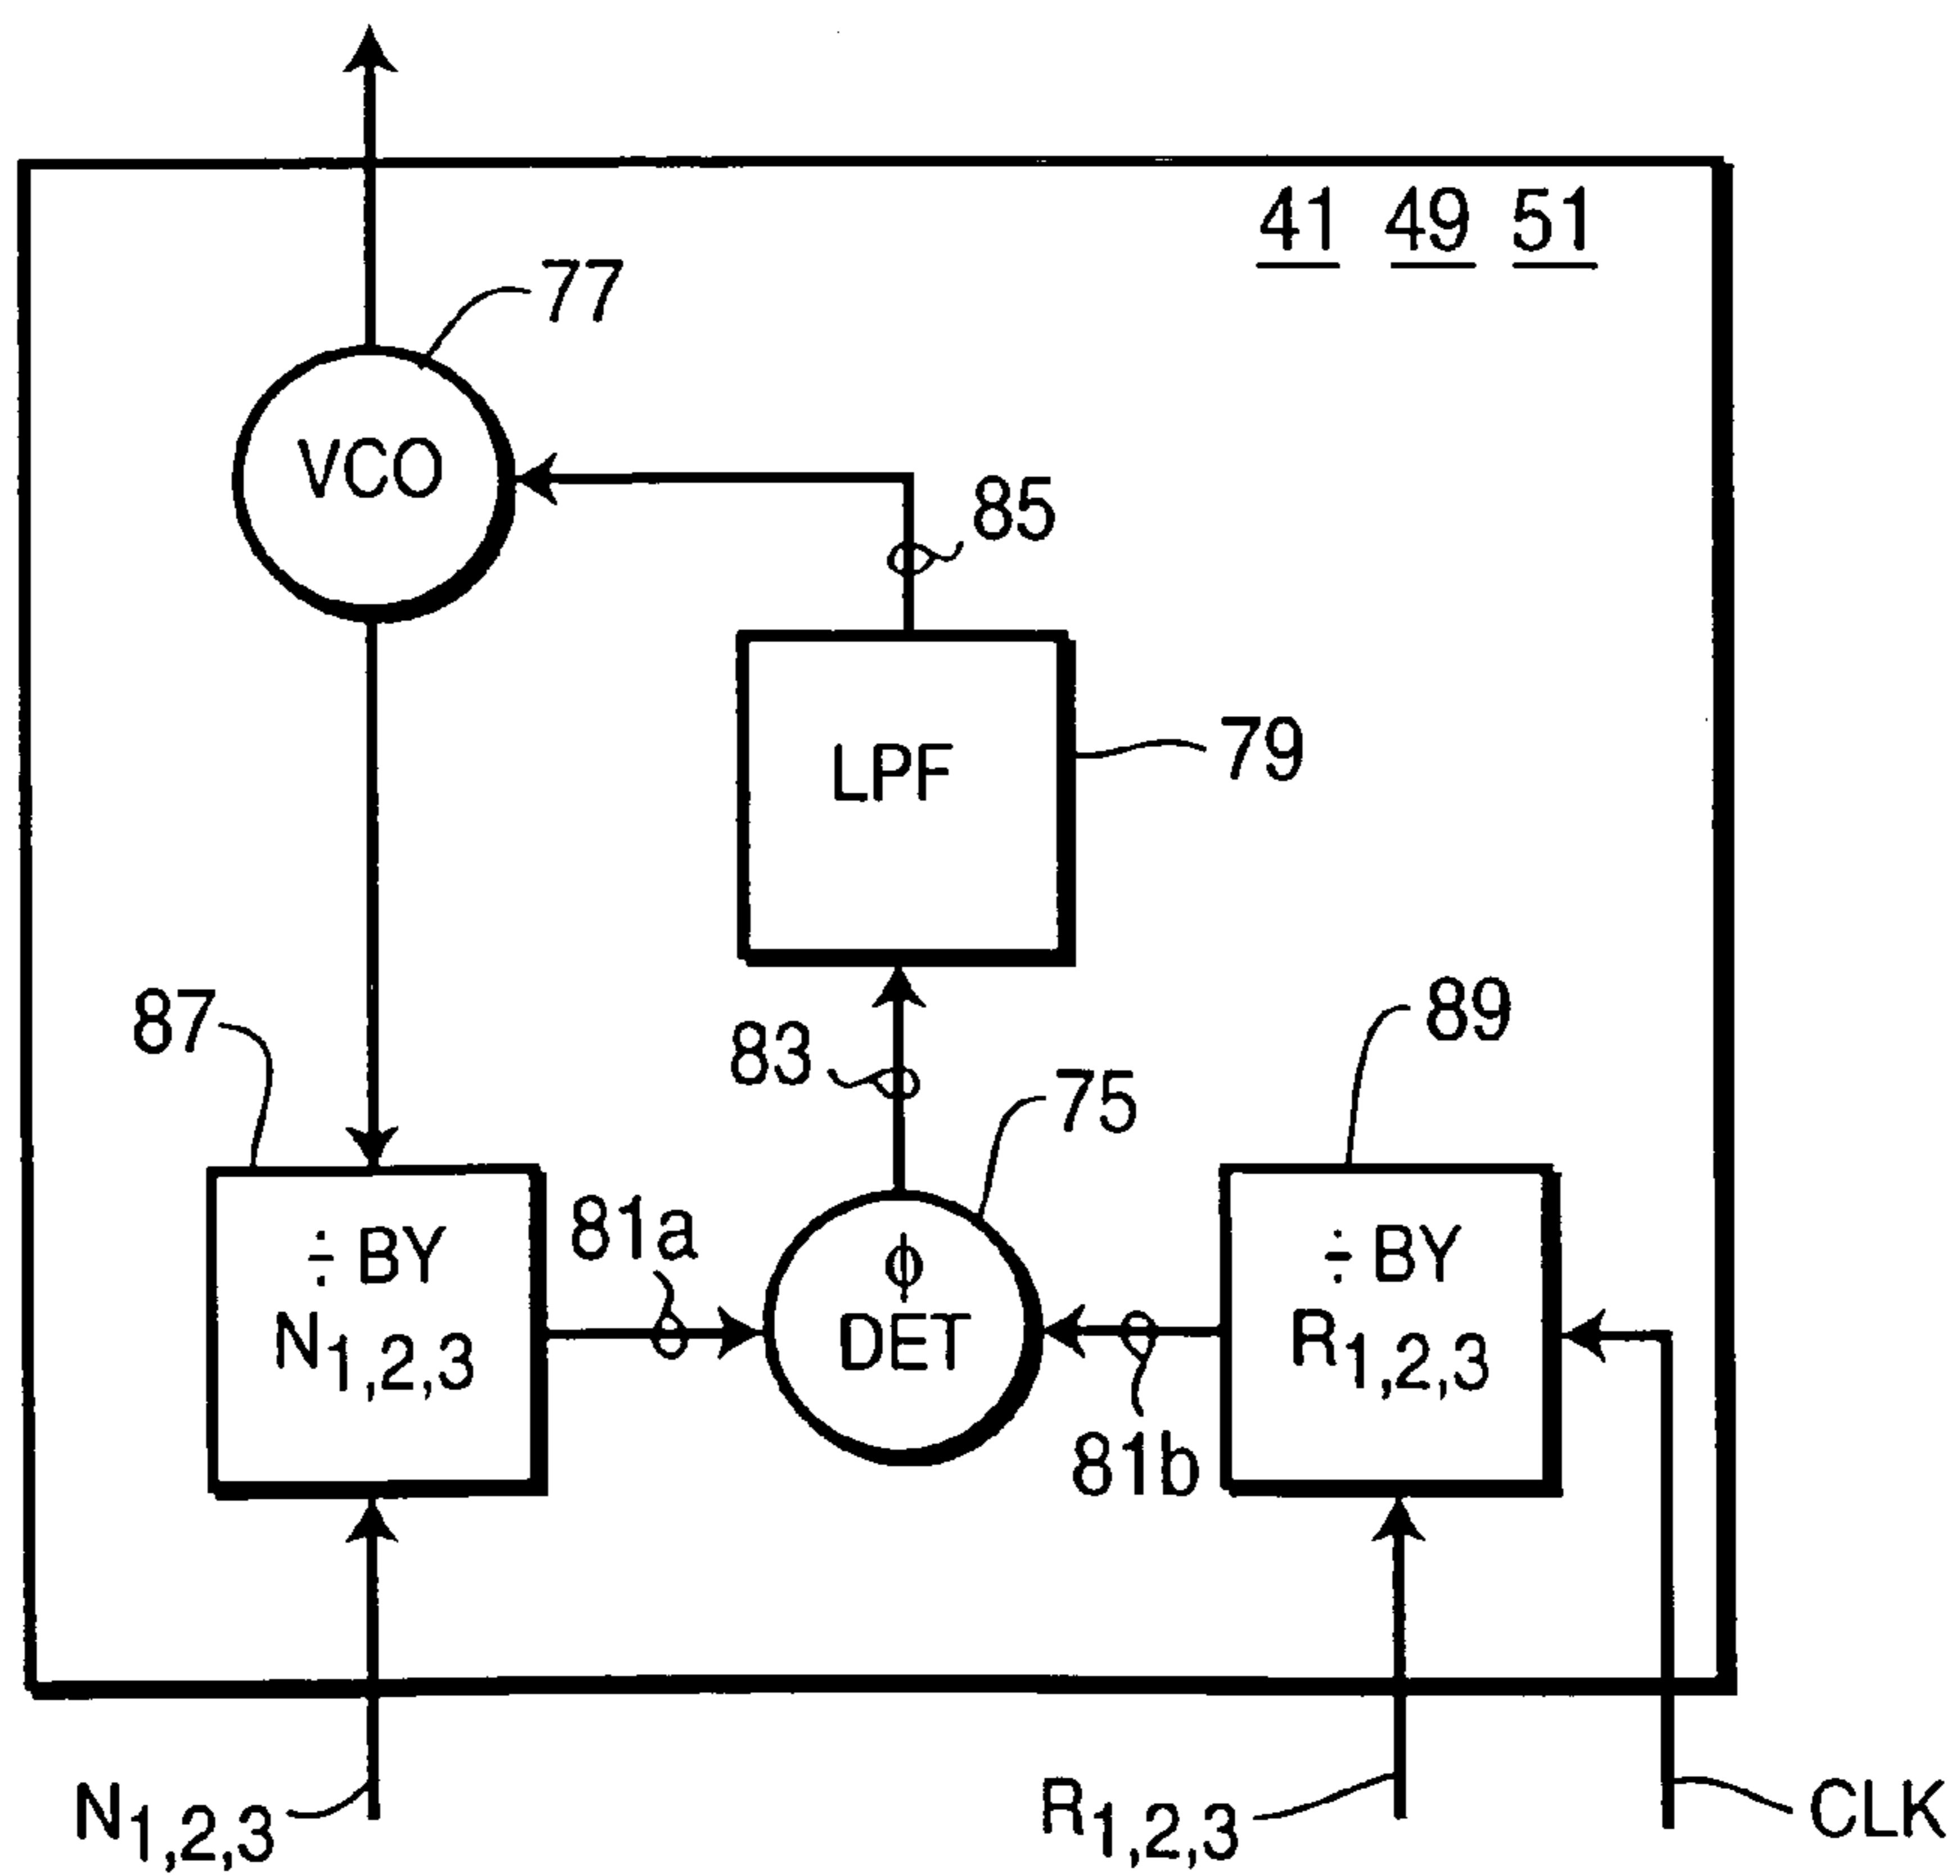 41 49 51
77
VCO
85
LPF
79
87
83
75
89
÷ BY
N1,2,3
81a
ϕ
DET
81b
÷ BY
R1,2,3
N1,2,3
R1,2,3
CLK